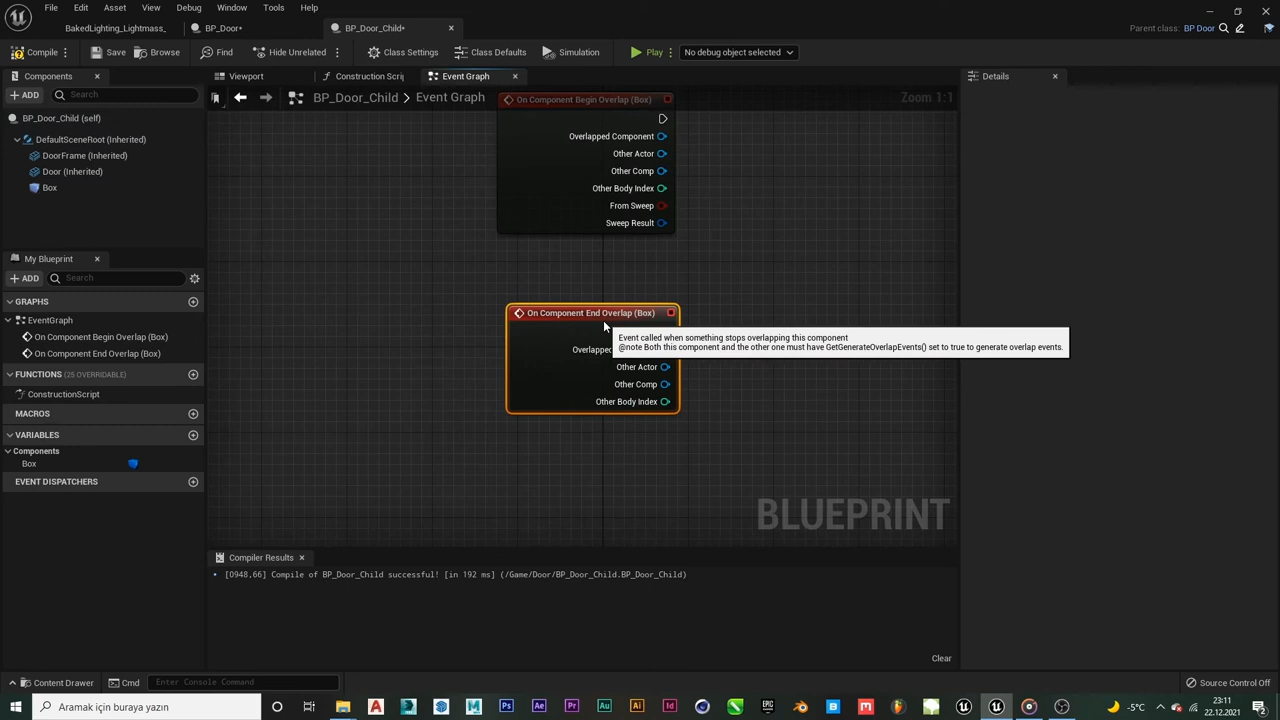 File Edit Asset View Debug Window Tools Help
BakedLighting_Lightmass_
BP_Door*
BP_Door_Child*
Parent class: BP Door
Compile
Save
Browse
Find
Hide Unrelated
Class Settings
Class Defaults
Simulation
Play
No debug object selected
Components
ADD
Search
BP_Door_Child (self)
DefaultSceneRoot (Inherited)
DoorFrame (Inherited)
Door (Inherited)
Box
My Blueprint
ADD
Search
GRAPHS
EventGraph
On Component Begin Overlap (Box)
On Component End Overlap (Box)
FUNCTIONS (25 OVERRIDABLE)
ConstructionScript
MACROS
VARIABLES
Components
Box
EVENT DISPATCHERS
Viewport
Construction Scrip
Event Graph
BP_Door_Child > Event Graph
Zoom 1:1
On Component Begin Overlap (Box)
Overlapped Component
Other Actor
Other Comp
Other Body Index
From Sweep
Sweep Result
On Component End Overlap (Box)
Overlapped
Event called when something stops overlapping this component
@note Both this component and the other one must have GetGenerateOverlapEvents() set to true to generate overlap events.
Other Actor
Other Comp
Other Body Index
BLUEPRINT
Compiler Results
[0948,66] Compile of BP_Door_Child successful! [in 192 ms] (/Game/Door/BP_Door_Child.BP_Door_Child)
Clear
Details
Content Drawer
Cmd
Enter Console Command
Source Control Off
Aramak için buraya yazın
-5°C
23:11
22.12.2021